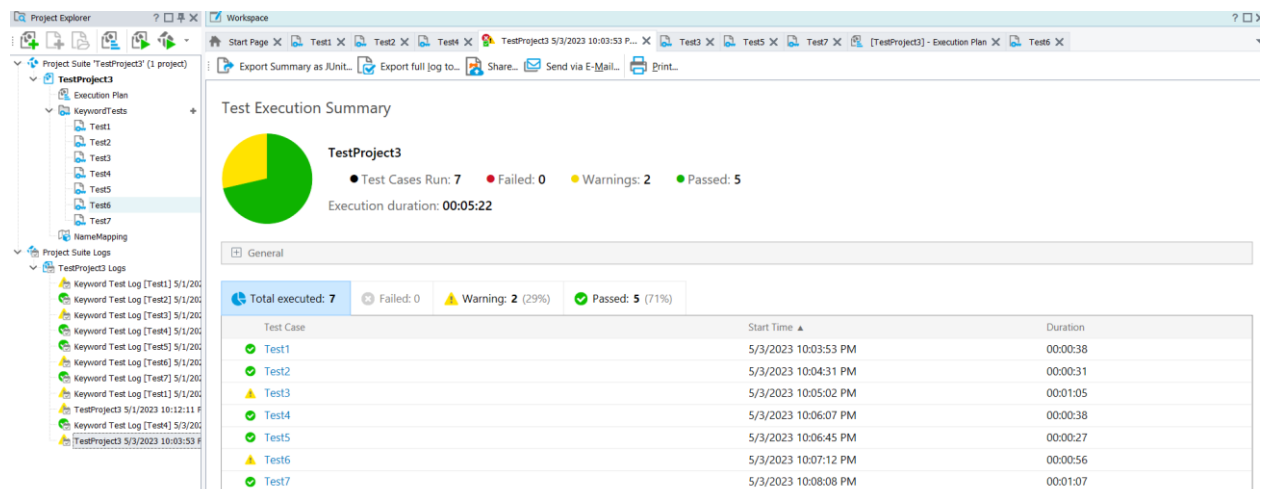 Project Explorer
Workspace
Start Page Test1 Test2 Test4 TestProject3 5/3/2023 10:03:53 P... Test3 Test5 Test7 [TestProject3] - Execution Plan Test6
Project Suite 'TestProject3' (1 project)
TestProject3
Execution Plan
KeywordTests
Test1
Test2
Test3
Test4
Test5
Test6
Test7
NameMapping
Project Suite Logs
TestProject3 Logs
Keyword Test Log [Test1] 5/1/202
Keyword Test Log [Test2] 5/1/202
Keyword Test Log [Test3] 5/1/202
Keyword Test Log [Test4] 5/1/202
Keyword Test Log [Test5] 5/1/202
Keyword Test Log [Test6] 5/1/202
Keyword Test Log [Test7] 5/1/202
Keyword Test Log [Test1] 5/1/202
TestProject3 5/1/2023 10:12:11 P
Keyword Test Log [Test4] 5/3/202
TestProject3 5/3/2023 10:03:53 P
Export Summary as JUnit... Export full log to... Share... Send via E-Mail... Print...
Test Execution Summary
TestProject3
Test Cases Run: 7 Failed: 0 Warnings: 2 Passed: 5
Execution duration: 00:05:22
General
Total executed: 7 Failed: 0 Warning: 2 (29%) Passed: 5 (71%)
Test Case Start Time Duration
Test1 5/3/2023 10:03:53 PM 00:00:38
Test2 5/3/2023 10:04:31 PM 00:00:31
Test3 5/3/2023 10:05:02 PM 00:01:05
Test4 5/3/2023 10:06:07 PM 00:00:38
Test5 5/3/2023 10:06:45 PM 00:00:27
Test6 5/3/2023 10:07:12 PM 00:00:56
Test7 5/3/2023 10:08:08 PM 00:01:07